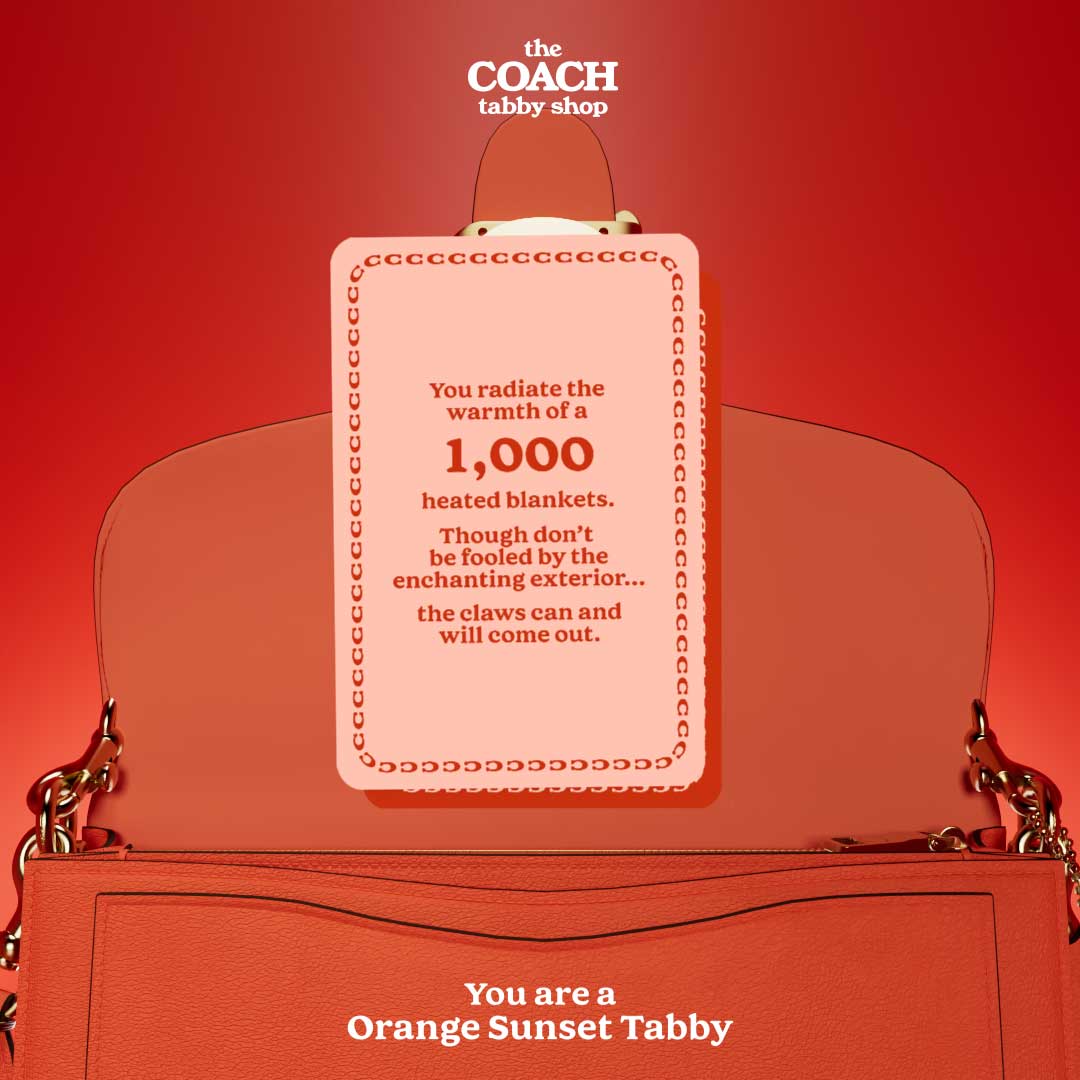 the
COACH
tabby shop
You radiate the
warmth of a
1,000
heated blankets.
Though don't
be fooled by the
enchanting exterior...
the claws can and
will come out.
You are a
Orange Sunset Tabby